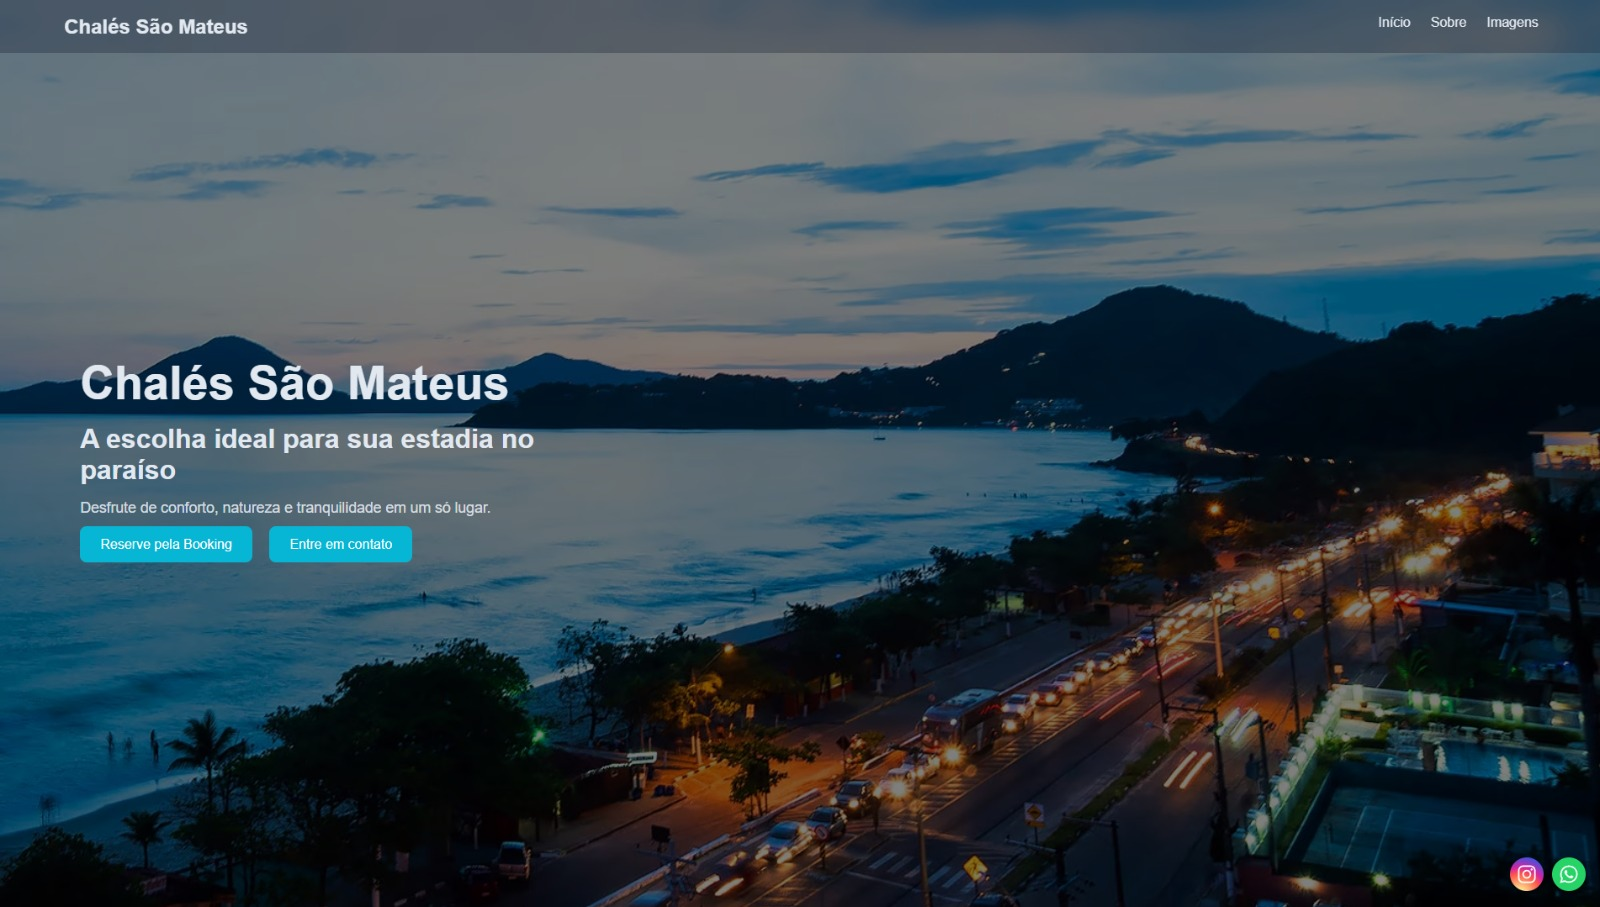 Chalés São Mateus
Início Sobre Imagens
Chalés São Mateus
A escolha ideal para sua estadia no
paraíso
Desfrute de conforto, natureza e tranquilidade em um só lugar.
Reserve pela Booking Entre em contato